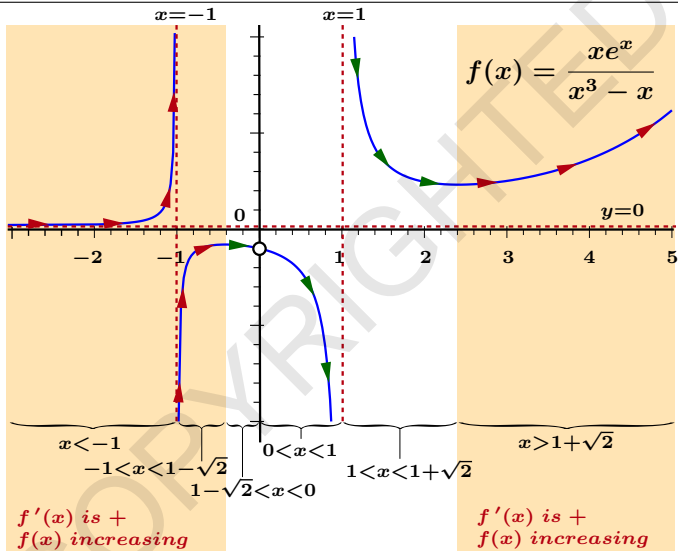 x=−1
x=1
f(x) = xe^x / (x^3 − x)
0
y=0
−2
−1
1
2
3
4
5
x<−1
−1<x<1−√2
1−√2<x<0
0<x<1
1<x<1+√2
x>1+√2
f′(x) is +
f(x) increasing
f′(x) is +
f(x) increasing
COPYRIGHTED